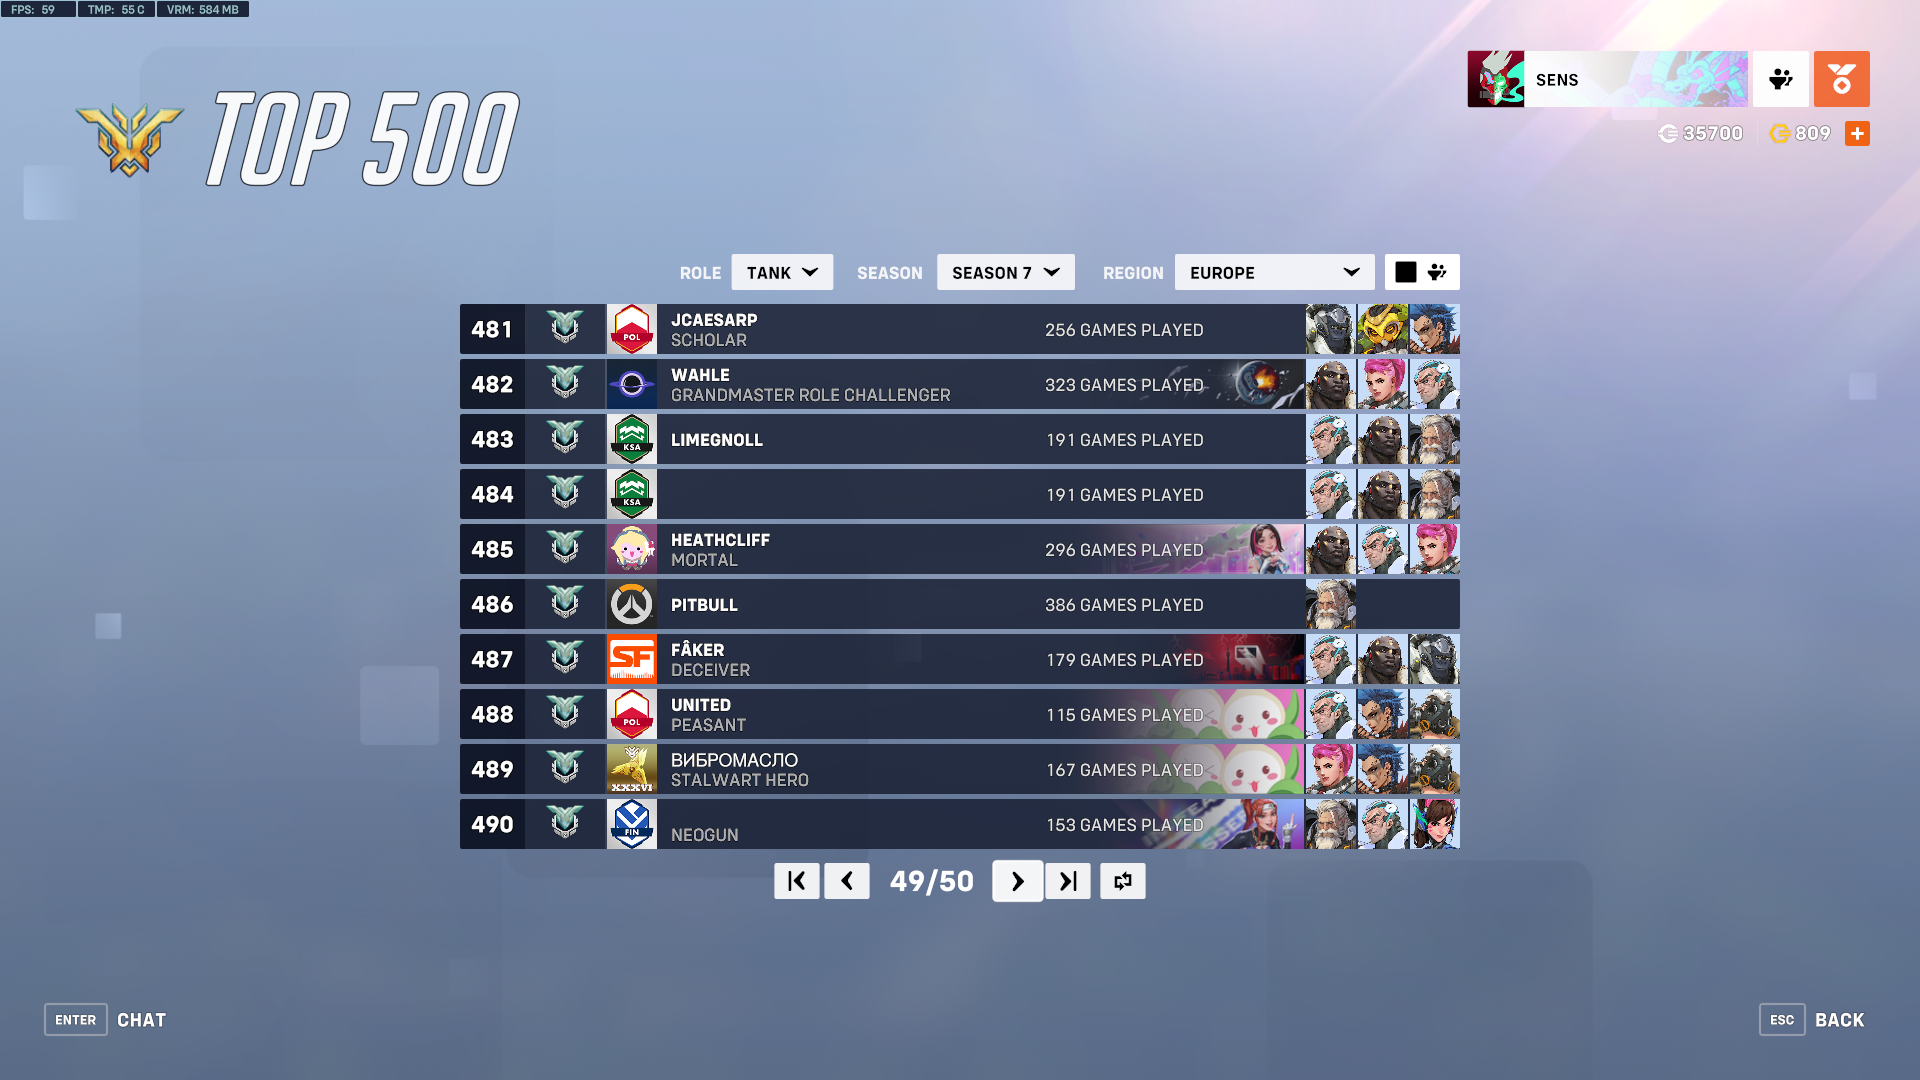 FPS: 59 TMP: 55 C VRM: 584 MB
TOP 500
SENS
35700 809
ROLE TANK SEASON SEASON 7 REGION EUROPE
481 POL JCAESARP 256 GAMES PLAYED
SCHOLAR
482 WAHLE 323 GAMES PLAYED
GRANDMASTER ROLE CHALLENGER
483 KSA LIMEGNOLL 191 GAMES PLAYED
484 KSA 191 GAMES PLAYED
485 HEATHCLIFF 296 GAMES PLAYED
MORTAL
486 PITBULL 386 GAMES PLAYED
487 SF FÂKER 179 GAMES PLAYED
DECEIVER
488 POL UNITED 115 GAMES PLAYED
PEASANT
489 XXXVI ВИБРОМАСЛО 167 GAMES PLAYED
STALWART HERO
490 FIN NEOGUN 153 GAMES PLAYED
49/50
ENTER CHAT
ESC BACK